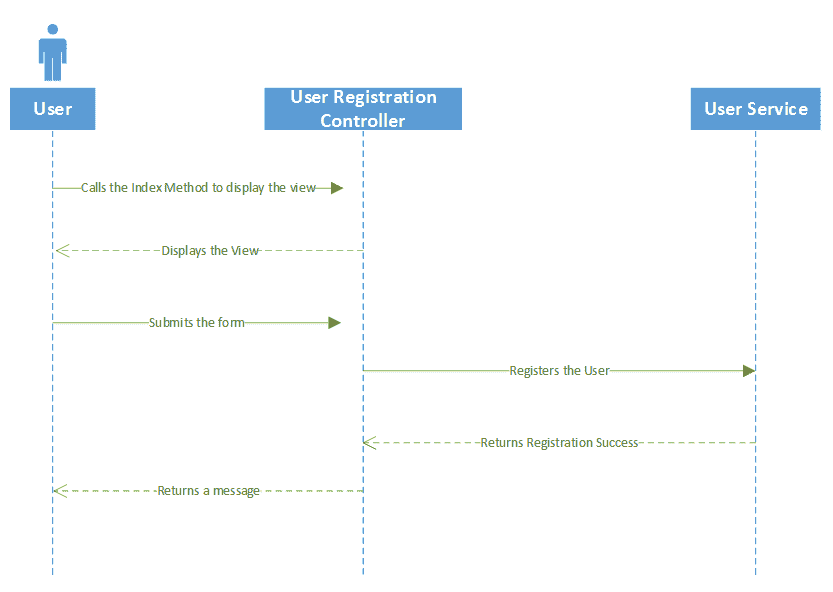 User
User Registration
Controller
User Service
Calls the Index Method to display the view
Displays the View
Submits the form
Registers the User
Returns Registration Success
Returns a message